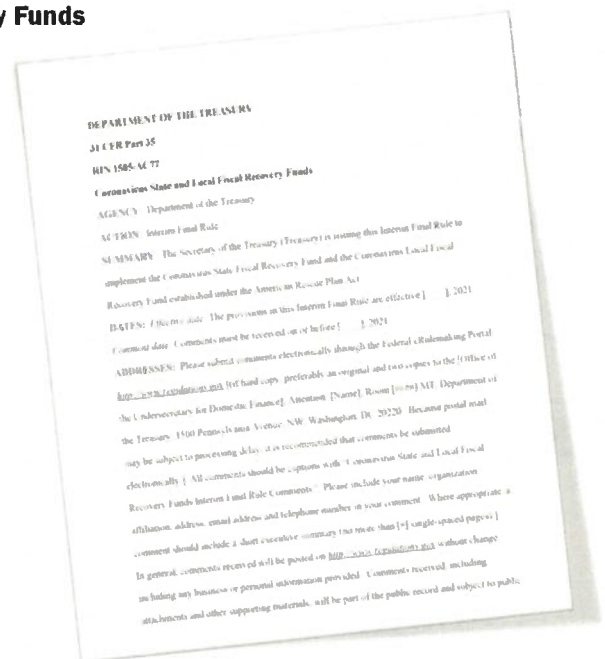 y Funds
DEPARTMENT OF THE TREASURY
31 CFR Part 35
RIN 1505-AC77
Coronavirus State and Local Fiscal Recovery Funds
AGENCY: Department of the Treasury
ACTION: Interim Final Rule
SUMMARY: The Secretary of the Treasury (Treasury) is issuing this Interim Final Rule to
implement the Coronavirus State Fiscal Recovery Fund and the Coronavirus Local Fiscal
Recovery Fund established under the American Rescue Plan Act
DATES: Effective date: The provisions in this Interim Final Rule are effective [ ], 2021
Comment date: Comments must be received on or before [ ], 2021
ADDRESSES: Please submit comments electronically through the Federal eRulemaking Portal
http://www.regulations.gov [(if hard copy, preferably an original and two copies to the [Office of
the Undersecretary for Domestic Finance], Attention: [Name], Room [room] MT, Department of
the Treasury, 1500 Pennsylvania Avenue, NW, Washington, DC 20220. Because postal mail
may be subject to processing delay, it is recommended that comments be submitted
electronically.] All comments should be captions with "Coronavirus State and Local Fiscal
Recovery Funds Interim Final Rule Comments." Please include your name, organization
affiliation, address, email address and telephone number in your comment. Where appropriate, a
comment should include a short executive summary (no more than [*] single-spaced pages).]
In general, comments received will be posted on http://www.regulations.gov without change,
including any business or personal information provided. Comments received, including
attachments and other supporting materials, will be part of the public record and subject to public